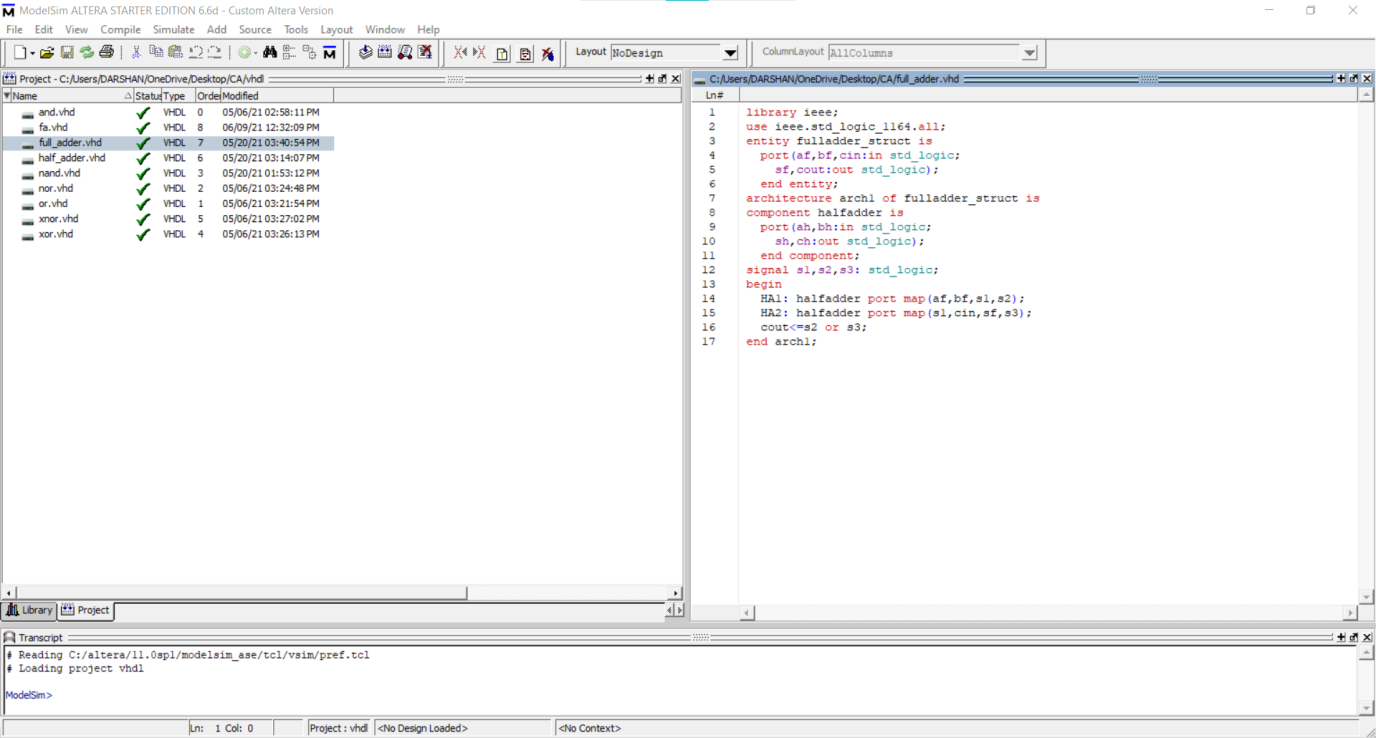 ModelSim ALTERA STARTER EDITION 6.6d - Custom Altera Version
File Edit View Compile Simulate Add Source Tools Layout Window Help
Layout NoDesign ColumnLayout AllColumns
Project - C:/Users/DARSHAN/OneDrive/Desktop/CA/vhdl
Name Status Type Order Modified
and.vhd VHDL 0 05/06/21 02:58:11 PM
fa.vhd VHDL 8 06/09/21 12:32:09 PM
full_adder.vhd VHDL 7 05/20/21 03:40:54 PM
half_adder.vhd VHDL 6 05/20/21 03:14:07 PM
nand.vhd VHDL 3 05/20/21 01:53:12 PM
nor.vhd VHDL 2 05/06/21 03:24:48 PM
or.vhd VHDL 1 05/06/21 03:21:54 PM
xnor.vhd VHDL 5 05/06/21 03:27:02 PM
xor.vhd VHDL 4 05/06/21 03:26:13 PM
Library Project
C:/Users/DARSHAN/OneDrive/Desktop/CA/full_adder.vhd
Ln#
1 library ieee;
2 use ieee.std_logic_1164.all;
3 entity fulladder_struct is
4 port(af,bf,cin:in std_logic;
5 sf,cout:out std_logic);
6 end entity;
7 architecture arch1 of fulladder_struct is
8 component halfadder is
9 port(ah,bh:in std_logic;
10 sh,ch:out std_logic);
11 end component;
12 signal s1,s2,s3: std_logic;
13 begin
14 HA1: halfadder port map(af,bf,s1,s2);
15 HA2: halfadder port map(s1,cin,sf,s3);
16 cout<=s2 or s3;
17 end arch1;
Transcript
# Reading C:/altera/11.0sp1/modelsim_ase/tcl/vsim/pref.tcl
# Loading project vhdl
ModelSim>
Ln: 1 Col: 0 Project : vhdl <No Design Loaded> <No Context>